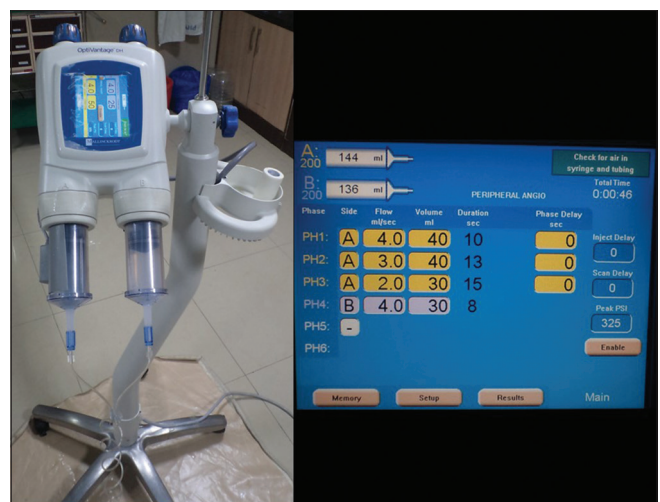 OptiVantage DH
A: 200 144 ml
Check for air in
syringe and tubing
B: 200 136 ml
PERIPHERAL ANGIO
Total Time
0:00:46
Phase Side Flow ml/sec Volume ml Duration sec Phase Delay sec
PH1: A 4.0 40 10 0
Inject Delay
0
PH2: A 3.0 40 13 0
Scan Delay
0
PH3: A 2.0 30 15 0
PH4: B 4.0 30 8
Peak PSI
325
PH5: -
PH6:
Enable
Memory Setup Results Main